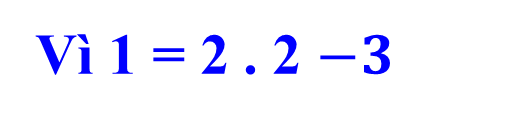 Vì 1 = 2 . 2 −3